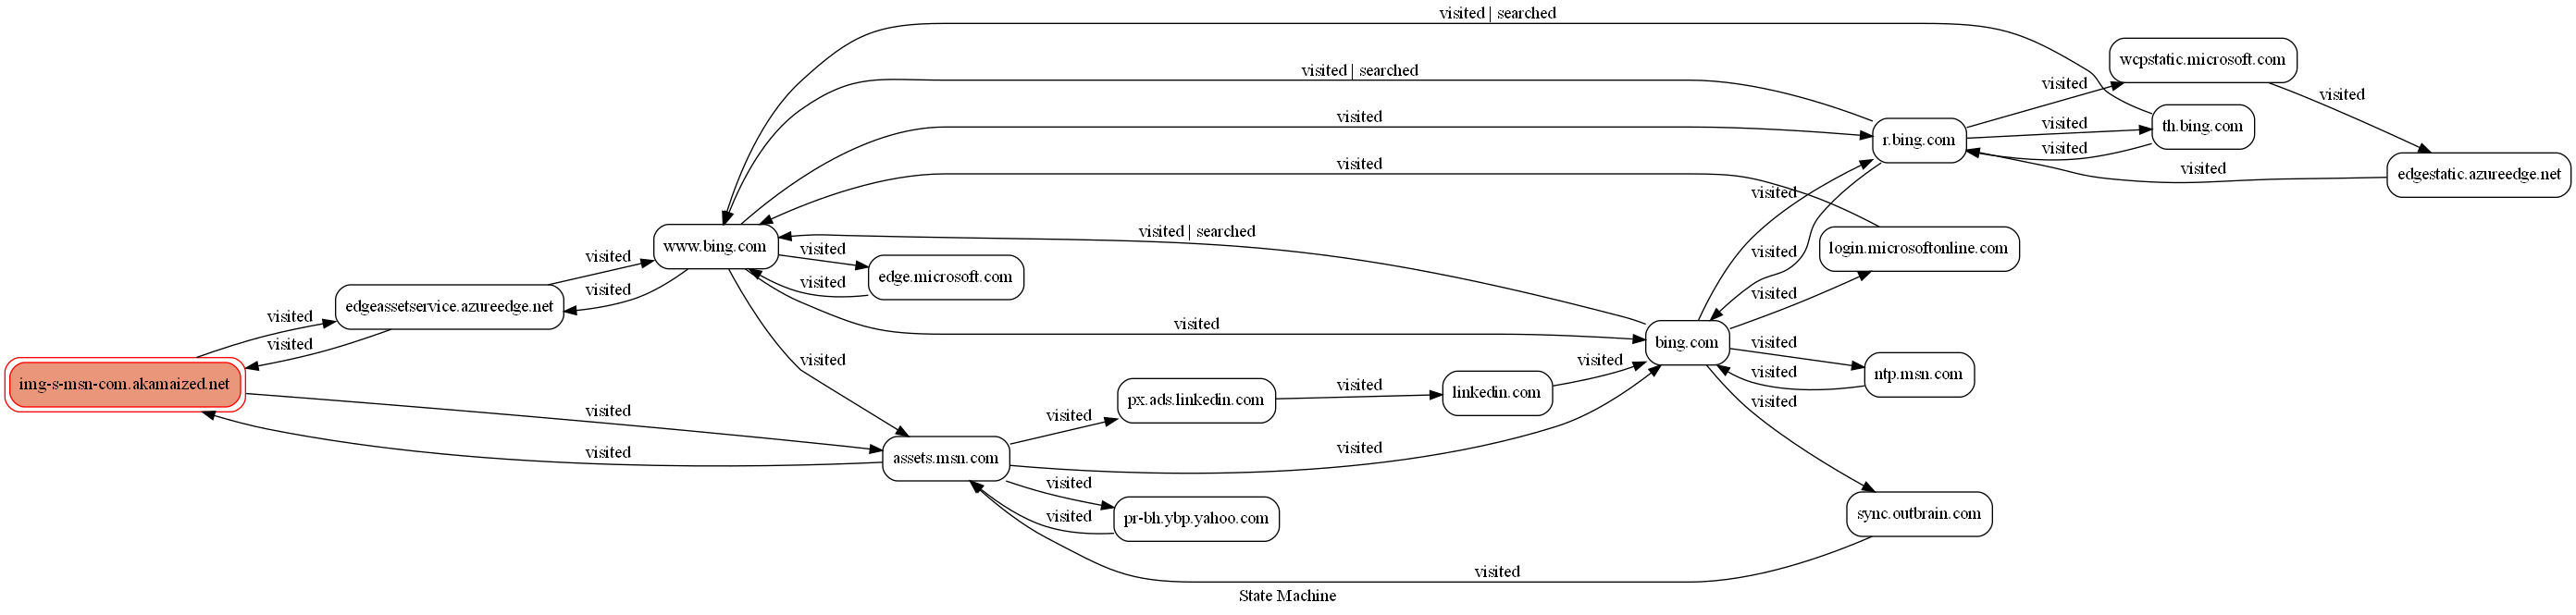 visited | searched
wcpstatic.microsoft.com
visited | searched
visited
visited
visited
visited
th.bing.com
r.bing.com
visited
visited
visited
edgestatic.azureedge.net
visited
visited | searched
www.bing.com
visited
visited
login.microsoftonline.com
visited
edge.microsoft.com
visited
visited
visited
edgeassetservice.azureedge.net
visited
visited
visited
bing.com
visited
visited
visited
visited
visited
ntp.msn.com
img-s-msn-com.akamaized.net
visited
linkedin.com
px.ads.linkedin.com
visited
visited
visited
visited
visited
assets.msn.com
visited
sync.outbrain.com
visited
pr-bh.ybp.yahoo.com
visited
State Machine